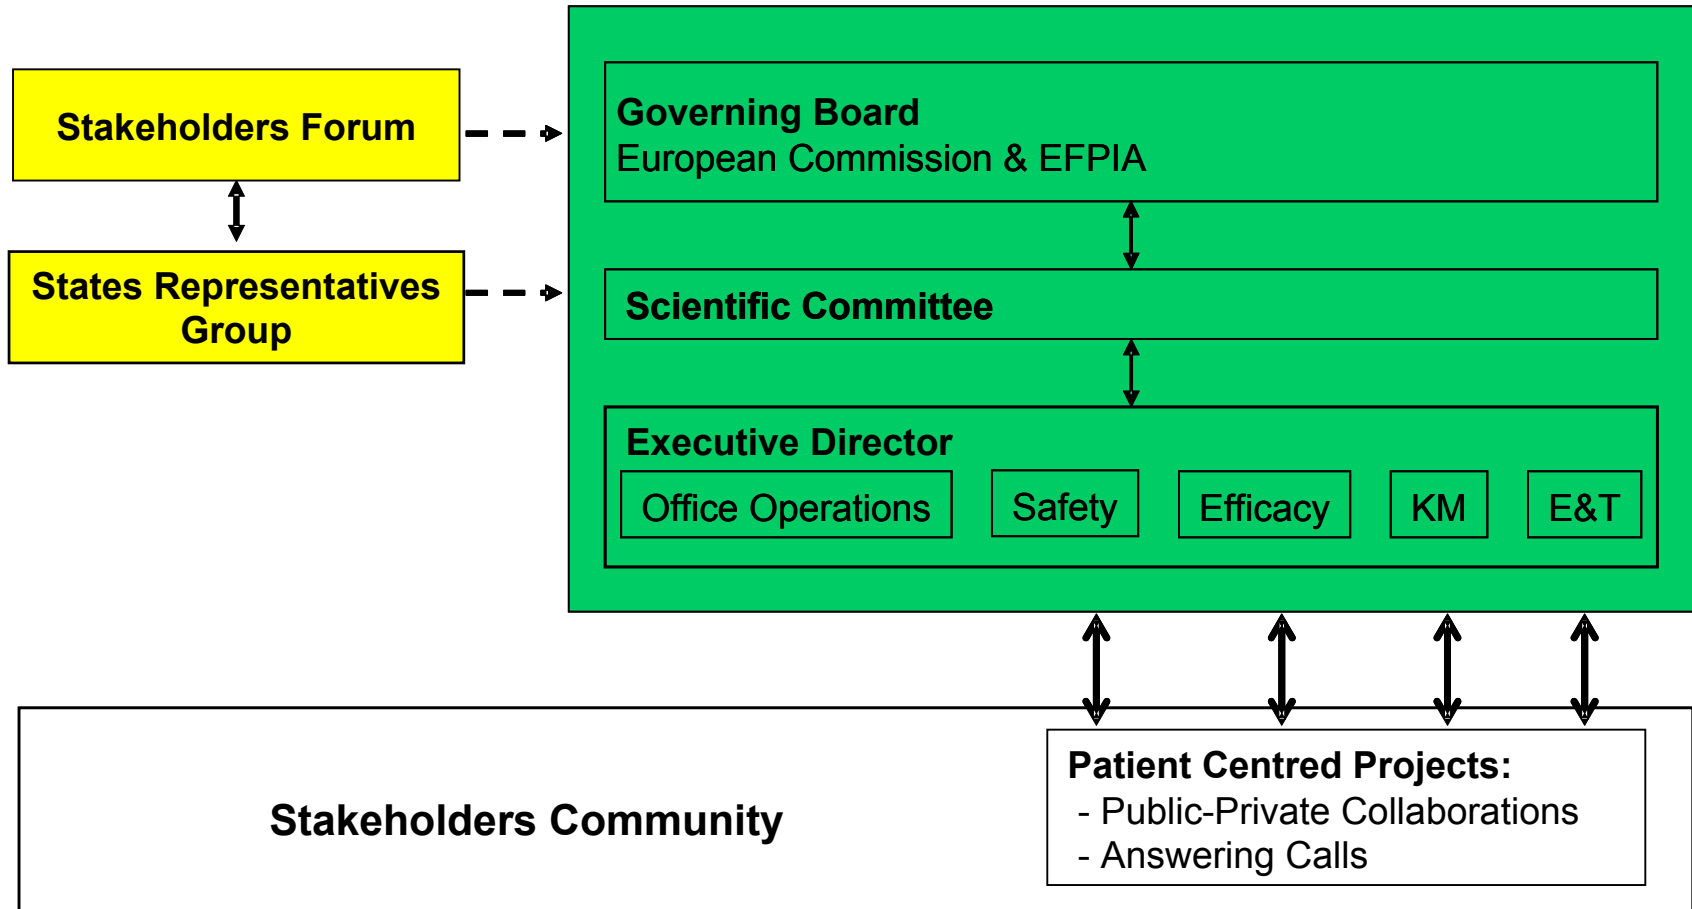 Stakeholders Forum
States Representatives
Group
Governing Board
European Commission & EFPIA
Scientific Committee
Executive Director
Office Operations
Safety
Efficacy
KM
E&T
Stakeholders Community
Patient Centred Projects:
- Public-Private Collaborations
- Answering Calls